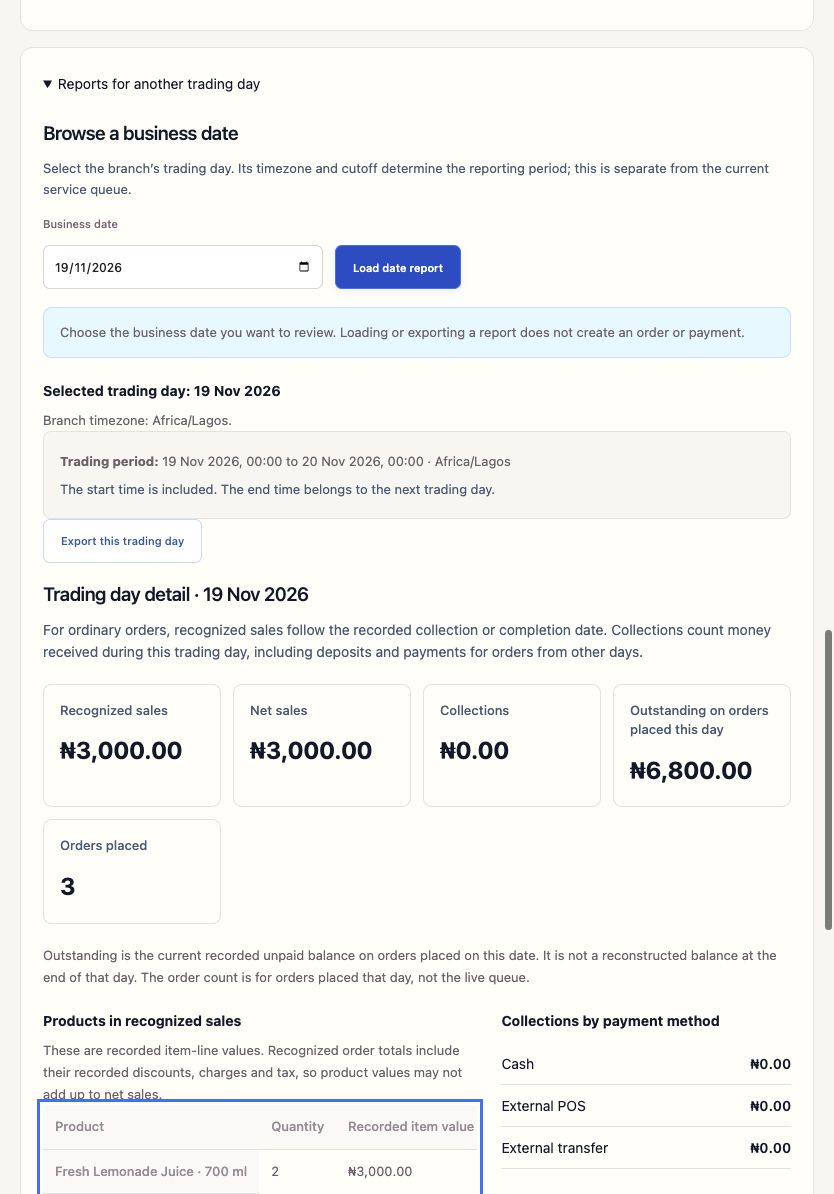 ▼ Reports for another trading day
Browse a business date
Select the branch’s trading day. Its timezone and cutoff determine the reporting period; this is separate from the current
service queue.
Business date
19/11/2026
Load date report
Choose the business date you want to review. Loading or exporting a report does not create an order or payment.
Selected trading day: 19 Nov 2026
Branch timezone: Africa/Lagos.
Trading period: 19 Nov 2026, 00:00 to 20 Nov 2026, 00:00 · Africa/Lagos
The start time is included. The end time belongs to the next trading day.
Export this trading day
Trading day detail · 19 Nov 2026
For ordinary orders, recognized sales follow the recorded collection or completion date. Collections count money
received during this trading day, including deposits and payments for orders from other days.
Recognized sales
₦3,000.00
Net sales
₦3,000.00
Collections
₦0.00
Outstanding on orders
placed this day
₦6,800.00
Orders placed
3
Outstanding is the current recorded unpaid balance on orders placed on this date. It is not a reconstructed balance at the
end of that day. The order count is for orders placed that day, not the live queue.
Products in recognized sales
These are recorded item-line values. Recognized order totals include
their recorded discounts, charges and tax, so product values may not
add up to net sales.
Product Quantity Recorded item value
Fresh Lemonade Juice · 700 ml 2 ₦3,000.00
Collections by payment method
Cash ₦0.00
External POS ₦0.00
External transfer ₦0.00